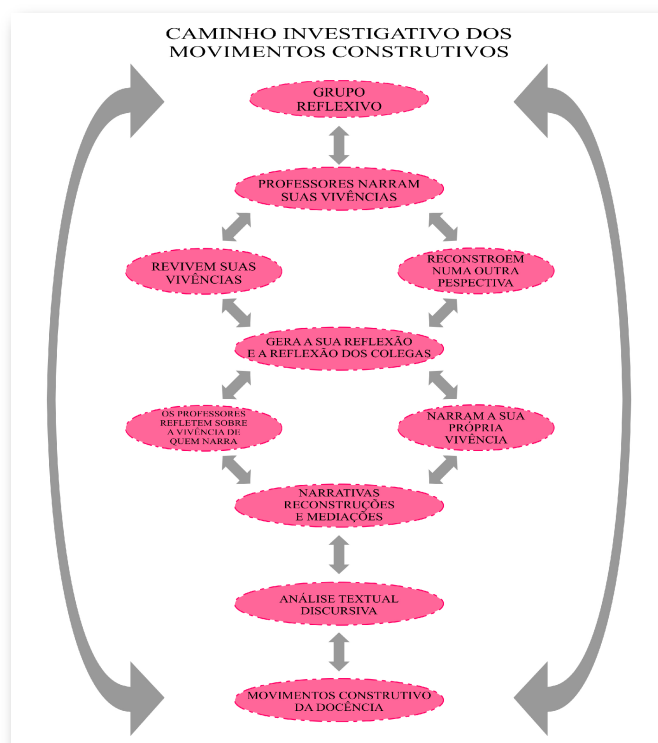 CAMINHO INVESTIGATIVO DOS
MOVIMENTOS CONSTRUTIVOS
GRUPO
REFLEXIVO
PROFESSORES NARRAM
SUAS VIVÊNCIAS
REVIVEM SUAS
VIVÊNCIAS
RECONSTROEM
NUMA OUTRA
PESPECTIVA
GERA A SUA REFLEXÃO
E A REFLEXÃO DOS COLEGAS
OS PROFESSORES
REFLETEM SOBRE
A VIVÊNCIA DE
QUEM NARRA
NARRAM A SUA
PRÓPRIA
VIVÊNCIA
NARRATIVAS
RECONSTRUÇÕES
E MEDIAÇÕES
ANÁLISE TEXTUAL
DISCURSIVA
MOVIMENTOS CONSTRUTIVO
DA DOCÊNCIA